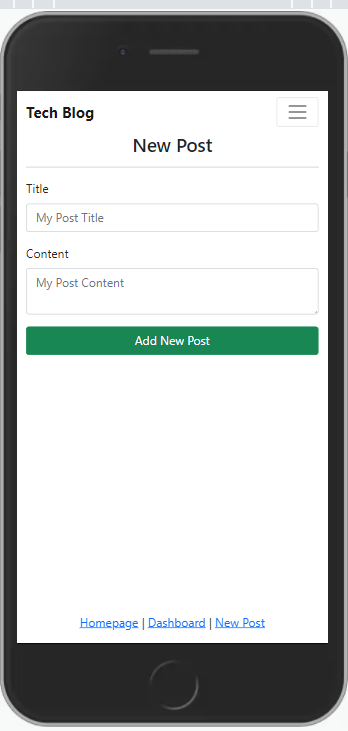 Tech Blog
New Post
Title
My Post Title
Content
My Post Content
Add New Post
Homepage | Dashboard | New Post